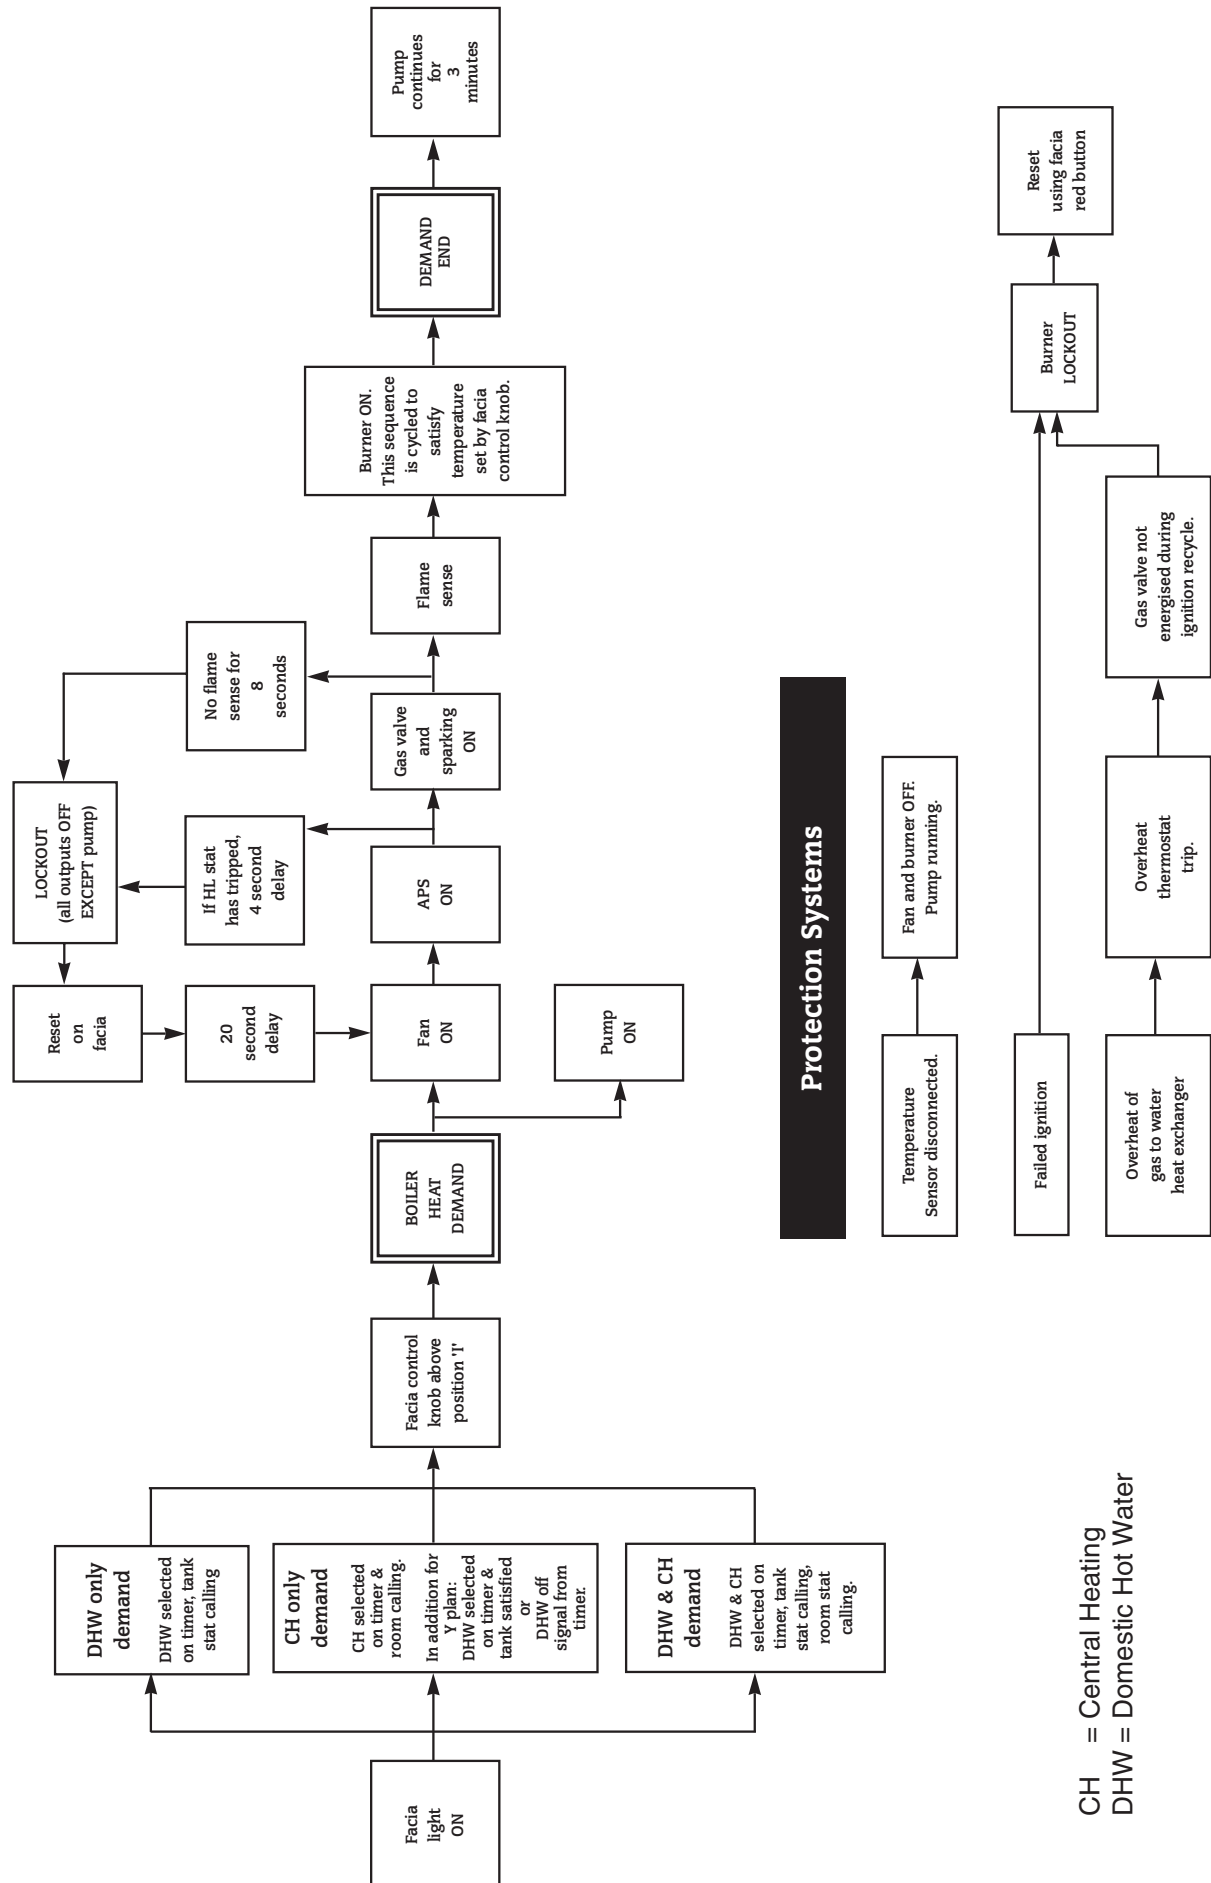 Facia
light
ON
DHW only
demand
DHW selected
on timer, tank
stat calling
CH only
demand
CH selected
on timer &
room calling.
In addition for
Y plan:
DHW selected
on timer &
tank satisfied
or
DHW off
signal from
timer.
DHW & CH
demand
DHW & CH
selected on
timer, tank
stat calling,
room stat
calling.
Facia control
knob above
position 'I'
BOILER
HEAT
DEMAND
Reset
on
facia
20
second
delay
Fan
ON
Pump
ON
LOCKOUT
(all outputs OFF
EXCEPT pump)
If HL stat
has tripped,
4 second
delay
APS
ON
No flame
sense for
8
seconds
Gas valve
and
sparking
ON
Flame
sense
Burner ON.
This sequence
is cycled to
satisfy
temperature
set by facia
control knob.
DEMAND
END
Pump
continues
for
3
minutes
Protection Systems
Temperature
Sensor disconnected.
Fan and burner OFF.
Pump running.
Failed ignition
Overheat of
gas to water
heat exchanger
Overheat
thermostat
trip.
Gas valve not
energised during
ignition recycle.
Burner
LOCKOUT
Reset
using facia
red button
CH = Central Heating
DHW = Domestic Hot Water